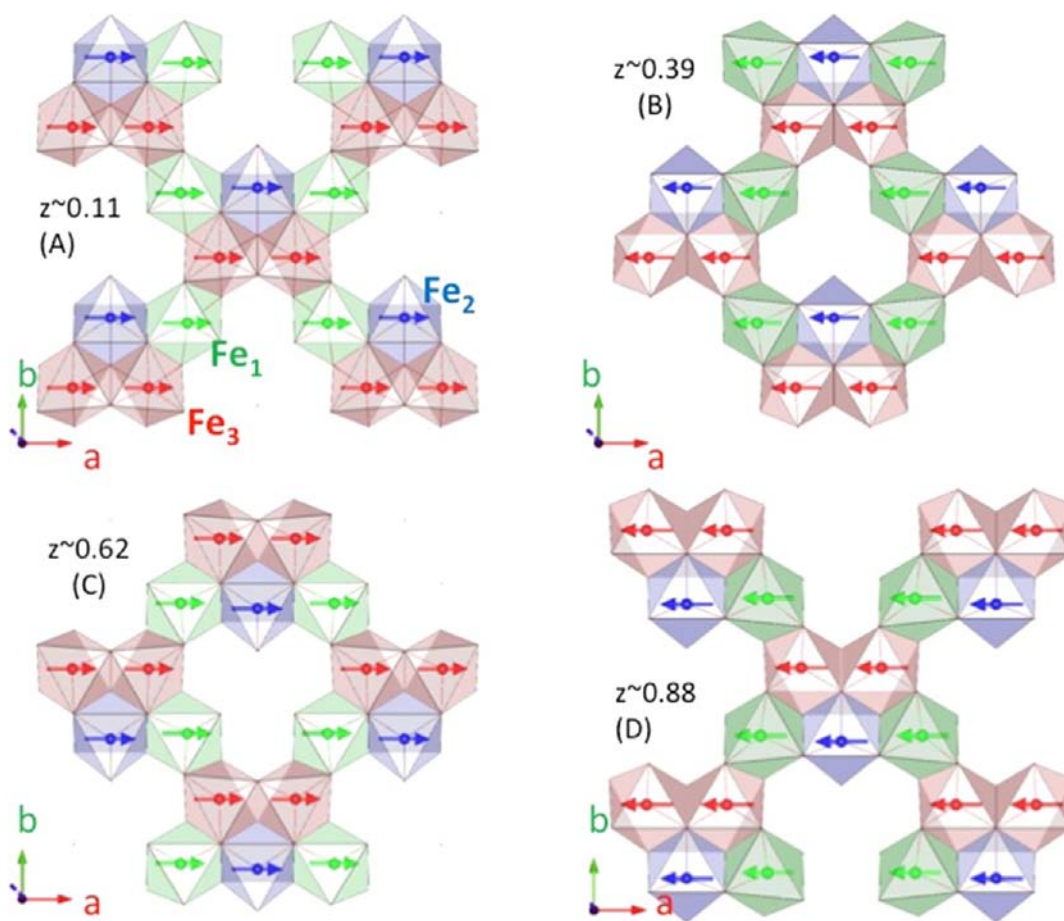 z~0.11
(A)
Fe₁
Fe₂
Fe₃
b
a
z~0.39
(B)
b
a
z~0.62
(C)
b
a
z~0.88
(D)
b
a